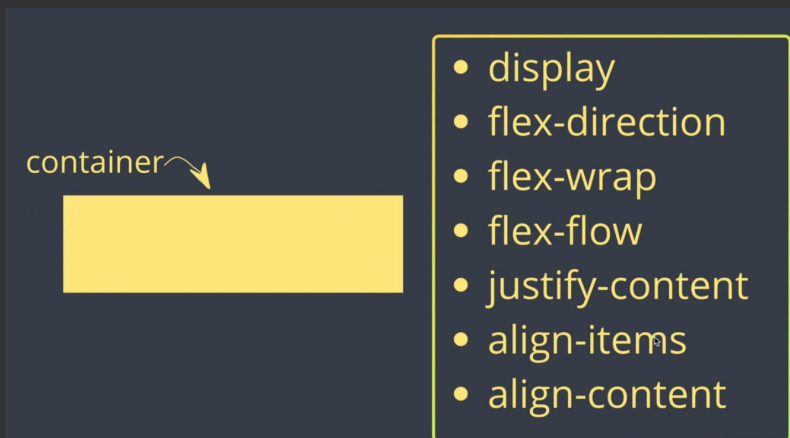 container
display
flex-direction
flex-wrap
flex-flow
justify-content
align-items
align-content